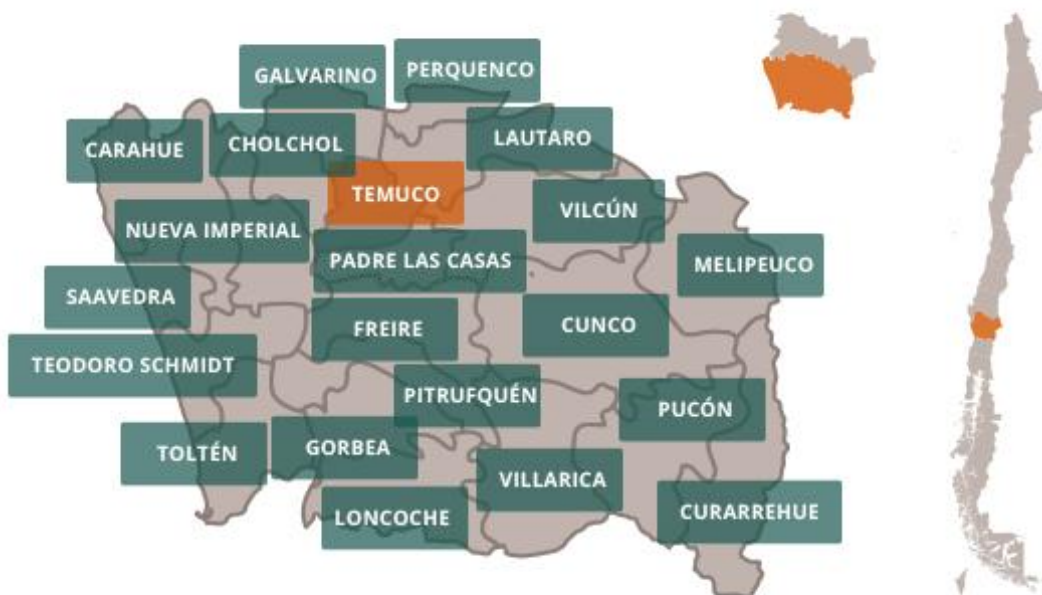 GALVARINO
PERQUENCO
CARAHUE
CHOLCHOL
LAUTARO
TEMUCO
VILCÚN
NUEVA IMPERIAL
PADRE LAS CASAS
MELIPEUCO
SAAVEDRA
FREIRE
CUNCO
TEODORO SCHMIDT
PITRUFQUÉN
PUCÓN
TOLTÉN
GORBEA
VILLARICA
LONCOCHE
CURARREHUE